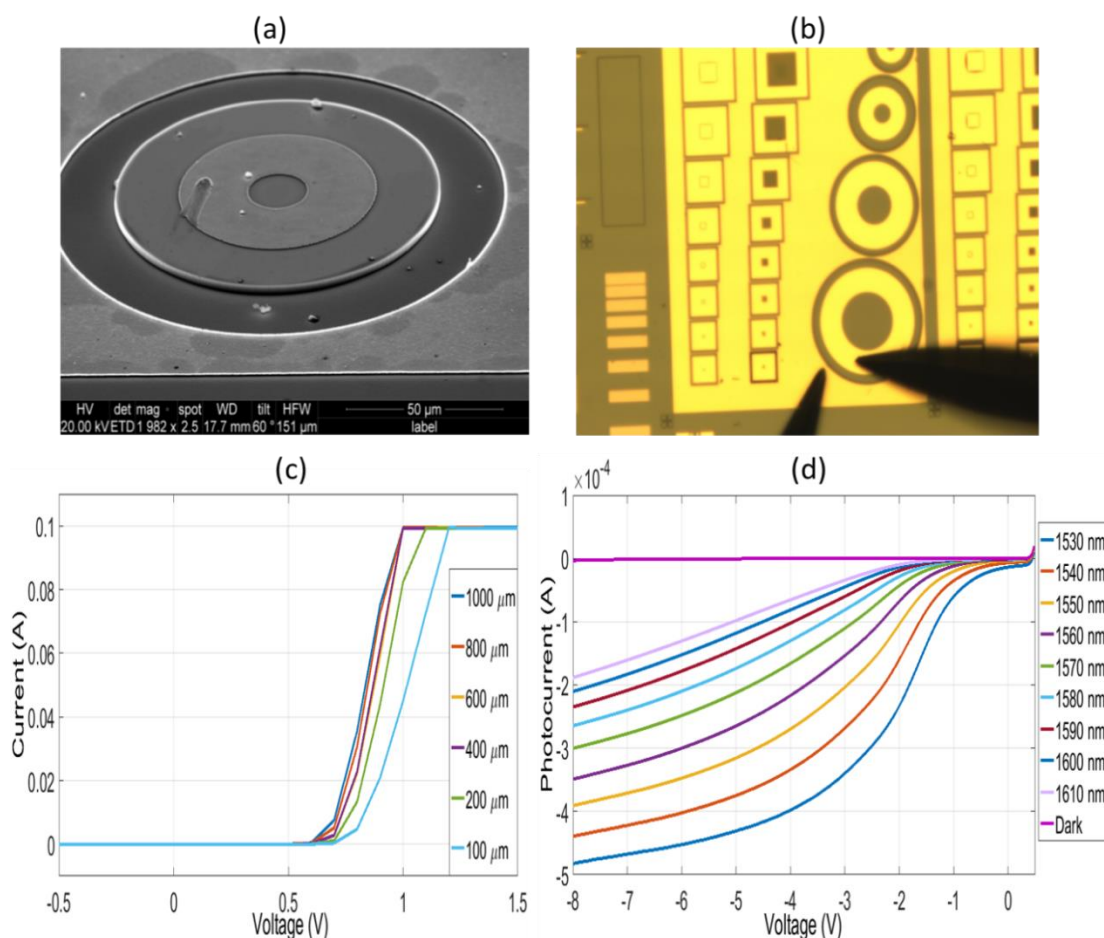 (a)
(b)
HV det mag spot WD tilt HFW 50 µm
20.00 kV ETD 1 982 x 2.5 17.7 mm 60 ° 151 µm label
(c)
0.1
0.08
0.06
0.04
0.02
0
-0.5 0 0.5 1 1.5
Current (A)
Voltage (V)
1000 µm
800 µm
600 µm
400 µm
200 µm
100 µm
(d)
×10-4
1
0
-1
-2
-3
-4
-5
-8 -7 -6 -5 -4 -3 -2 -1 0
Photocurrent (A)
Voltage (V)
1530 nm
1540 nm
1550 nm
1560 nm
1570 nm
1580 nm
1590 nm
1600 nm
1610 nm
Dark